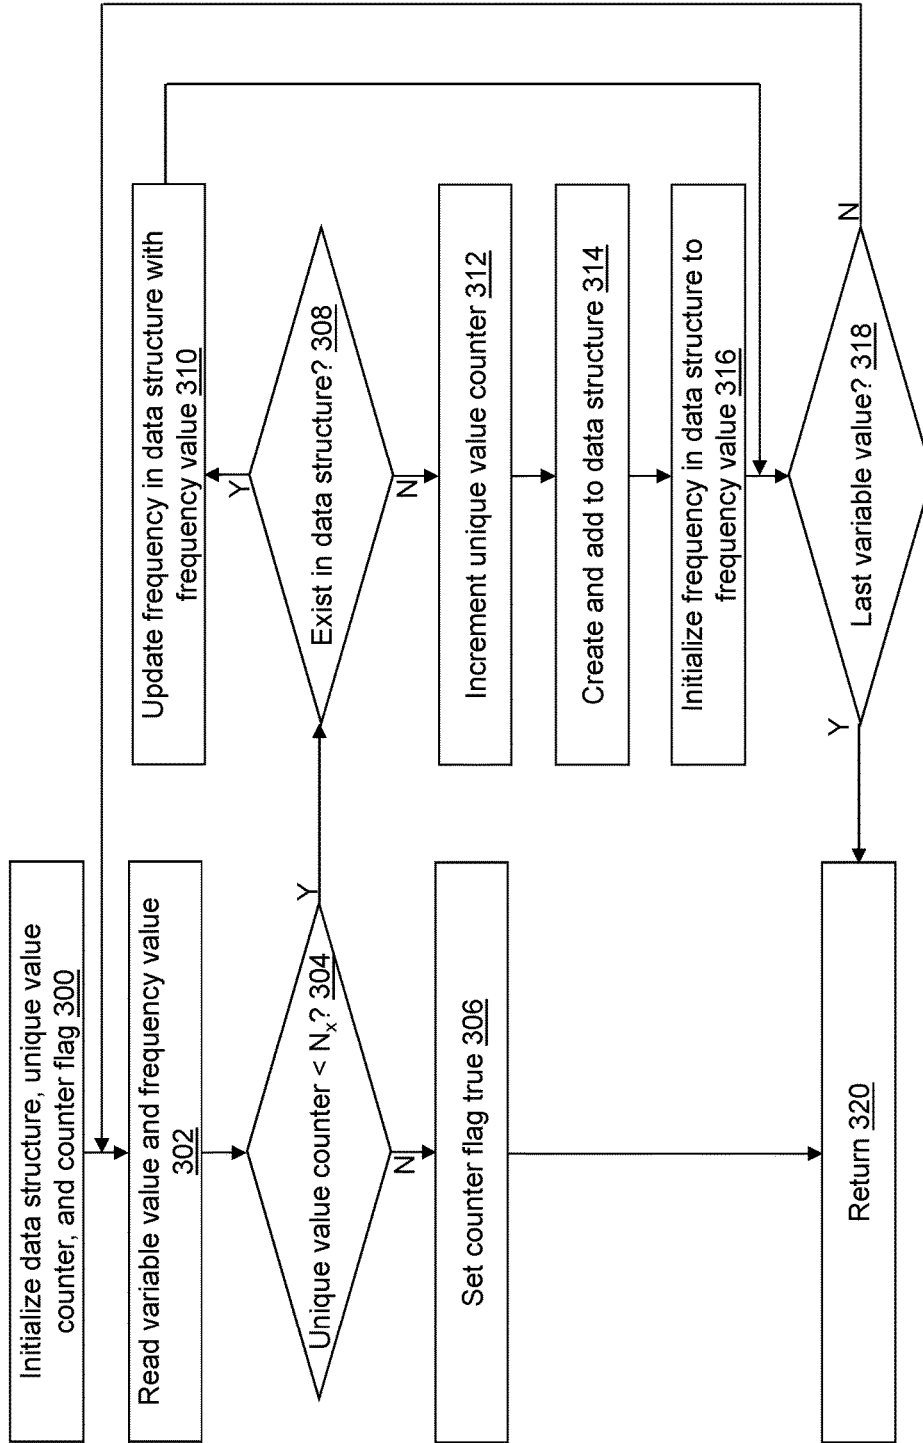 Initialize data structure, unique value
counter, and counter flag 300
Read variable value and frequency value
302
Unique value counter < Nx? 304
Y
N
Set counter flag true 306
Return 320
Update frequency in data structure with
frequency value 310
Y
Exist in data structure? 308
N
Increment unique value counter 312
Create and add to data structure 314
Initialize frequency in data structure to
frequency value 316
Last variable value? 318
Y
N